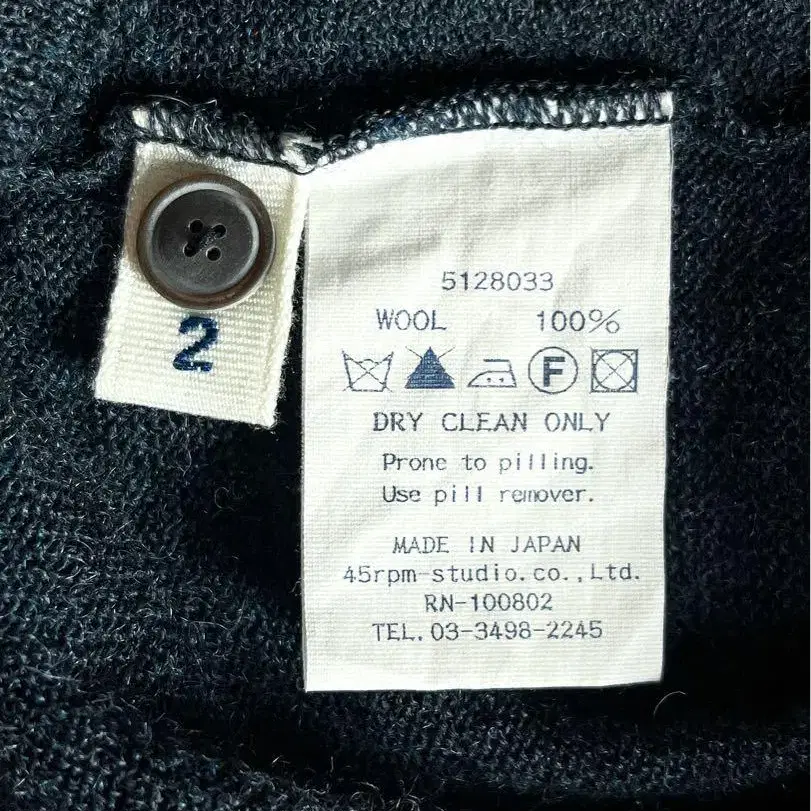 2
5128033
WOOL 100%
F
DRY CLEAN ONLY
Prone to pilling.
Use pill remover.
MADE IN JAPAN
45rpm-studio.co.,Ltd.
RN-100802
TEL.03-3498-2245